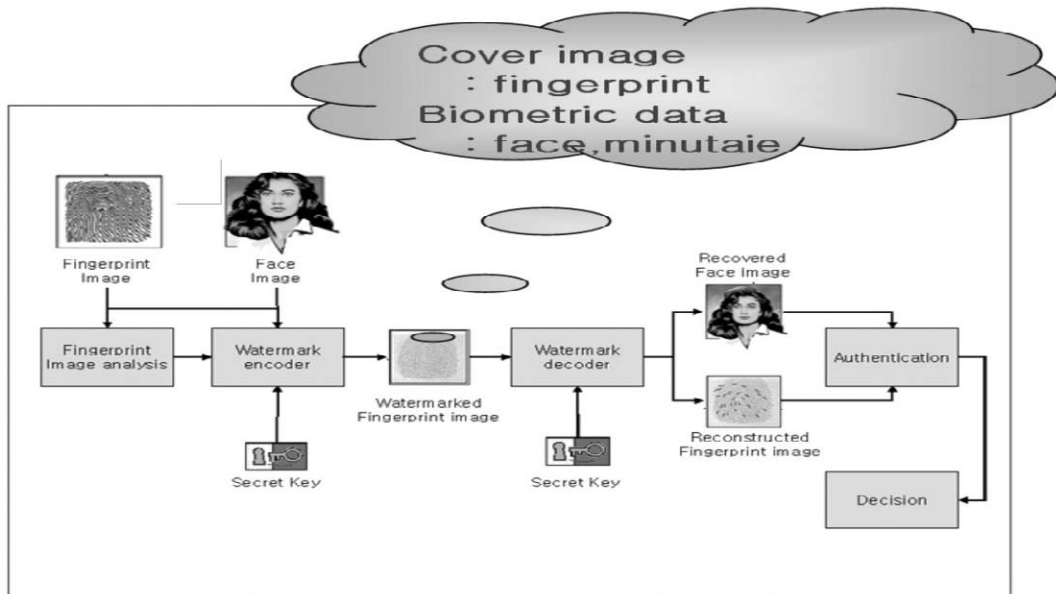 Cover image
: fingerprint
Biometric data
: face,minutaie
Fingerprint
Image
Face
Image
Recovered
Face Image
Fingerprint
Image analysis
Watermark
encoder
Watermark
decoder
Authentication
Watermarked
Fingerprint image
Reconstructed
Fingerprint image
Secret Key
Secret Key
Decision